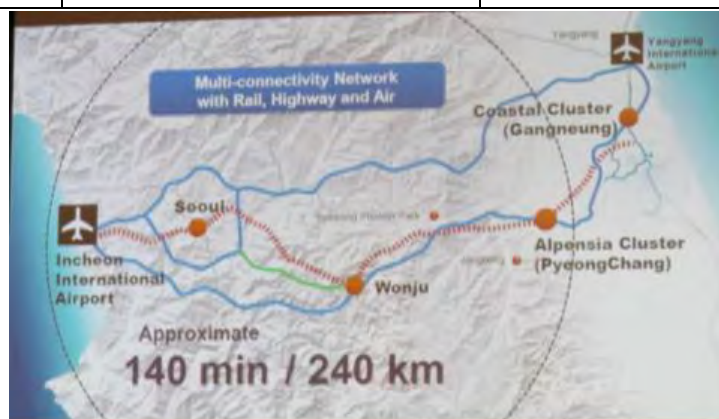 Multi-connectivity Network
with Rail, Highway and Air
Yangyang
Yangyang
International
Airport
Coastal Cluster
(Gangneung)
Seoul
Incheon
International
Airport
Wonju
Alpensia Cluster
(PyeongChang)
Approximate
140 min / 240 km